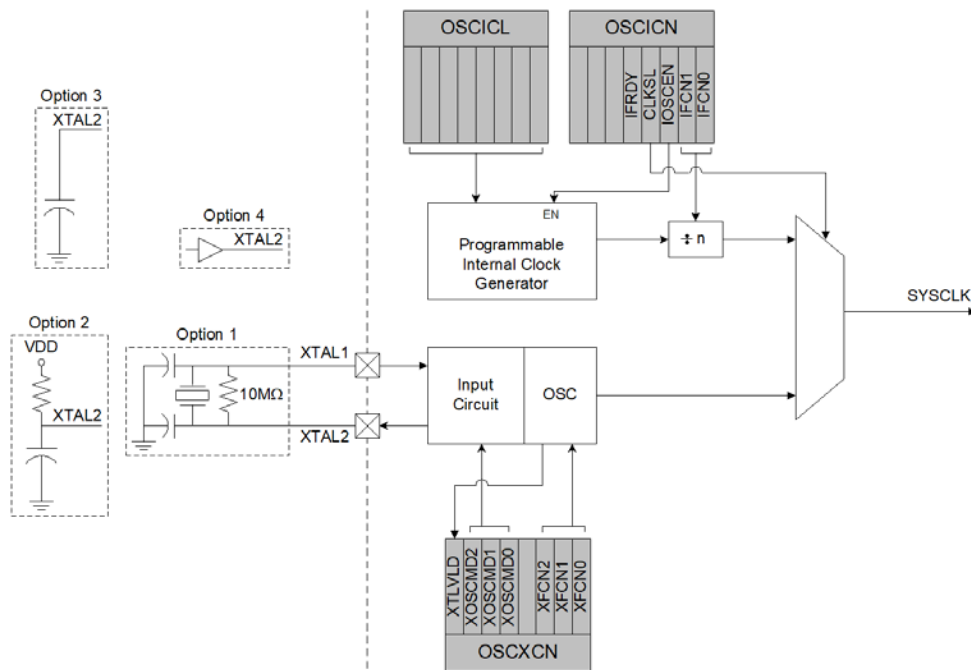 OSCICL
OSCICN
IFRDY
CLKSL
IOSCEN
IFCN1
IFCN0
Option 3
XTAL2
Option 4
XTAL2
EN
Programmable
Internal Clock
Generator
÷ n
SYSCLK
Option 2
VDD
XTAL2
Option 1
10MΩ
XTAL1
XTAL2
Input
Circuit
OSC
XTLVLD
XOSCMD2
XOSCMD1
XOSCMD0
XFCN2
XFCN1
XFCN0
OSCXCN